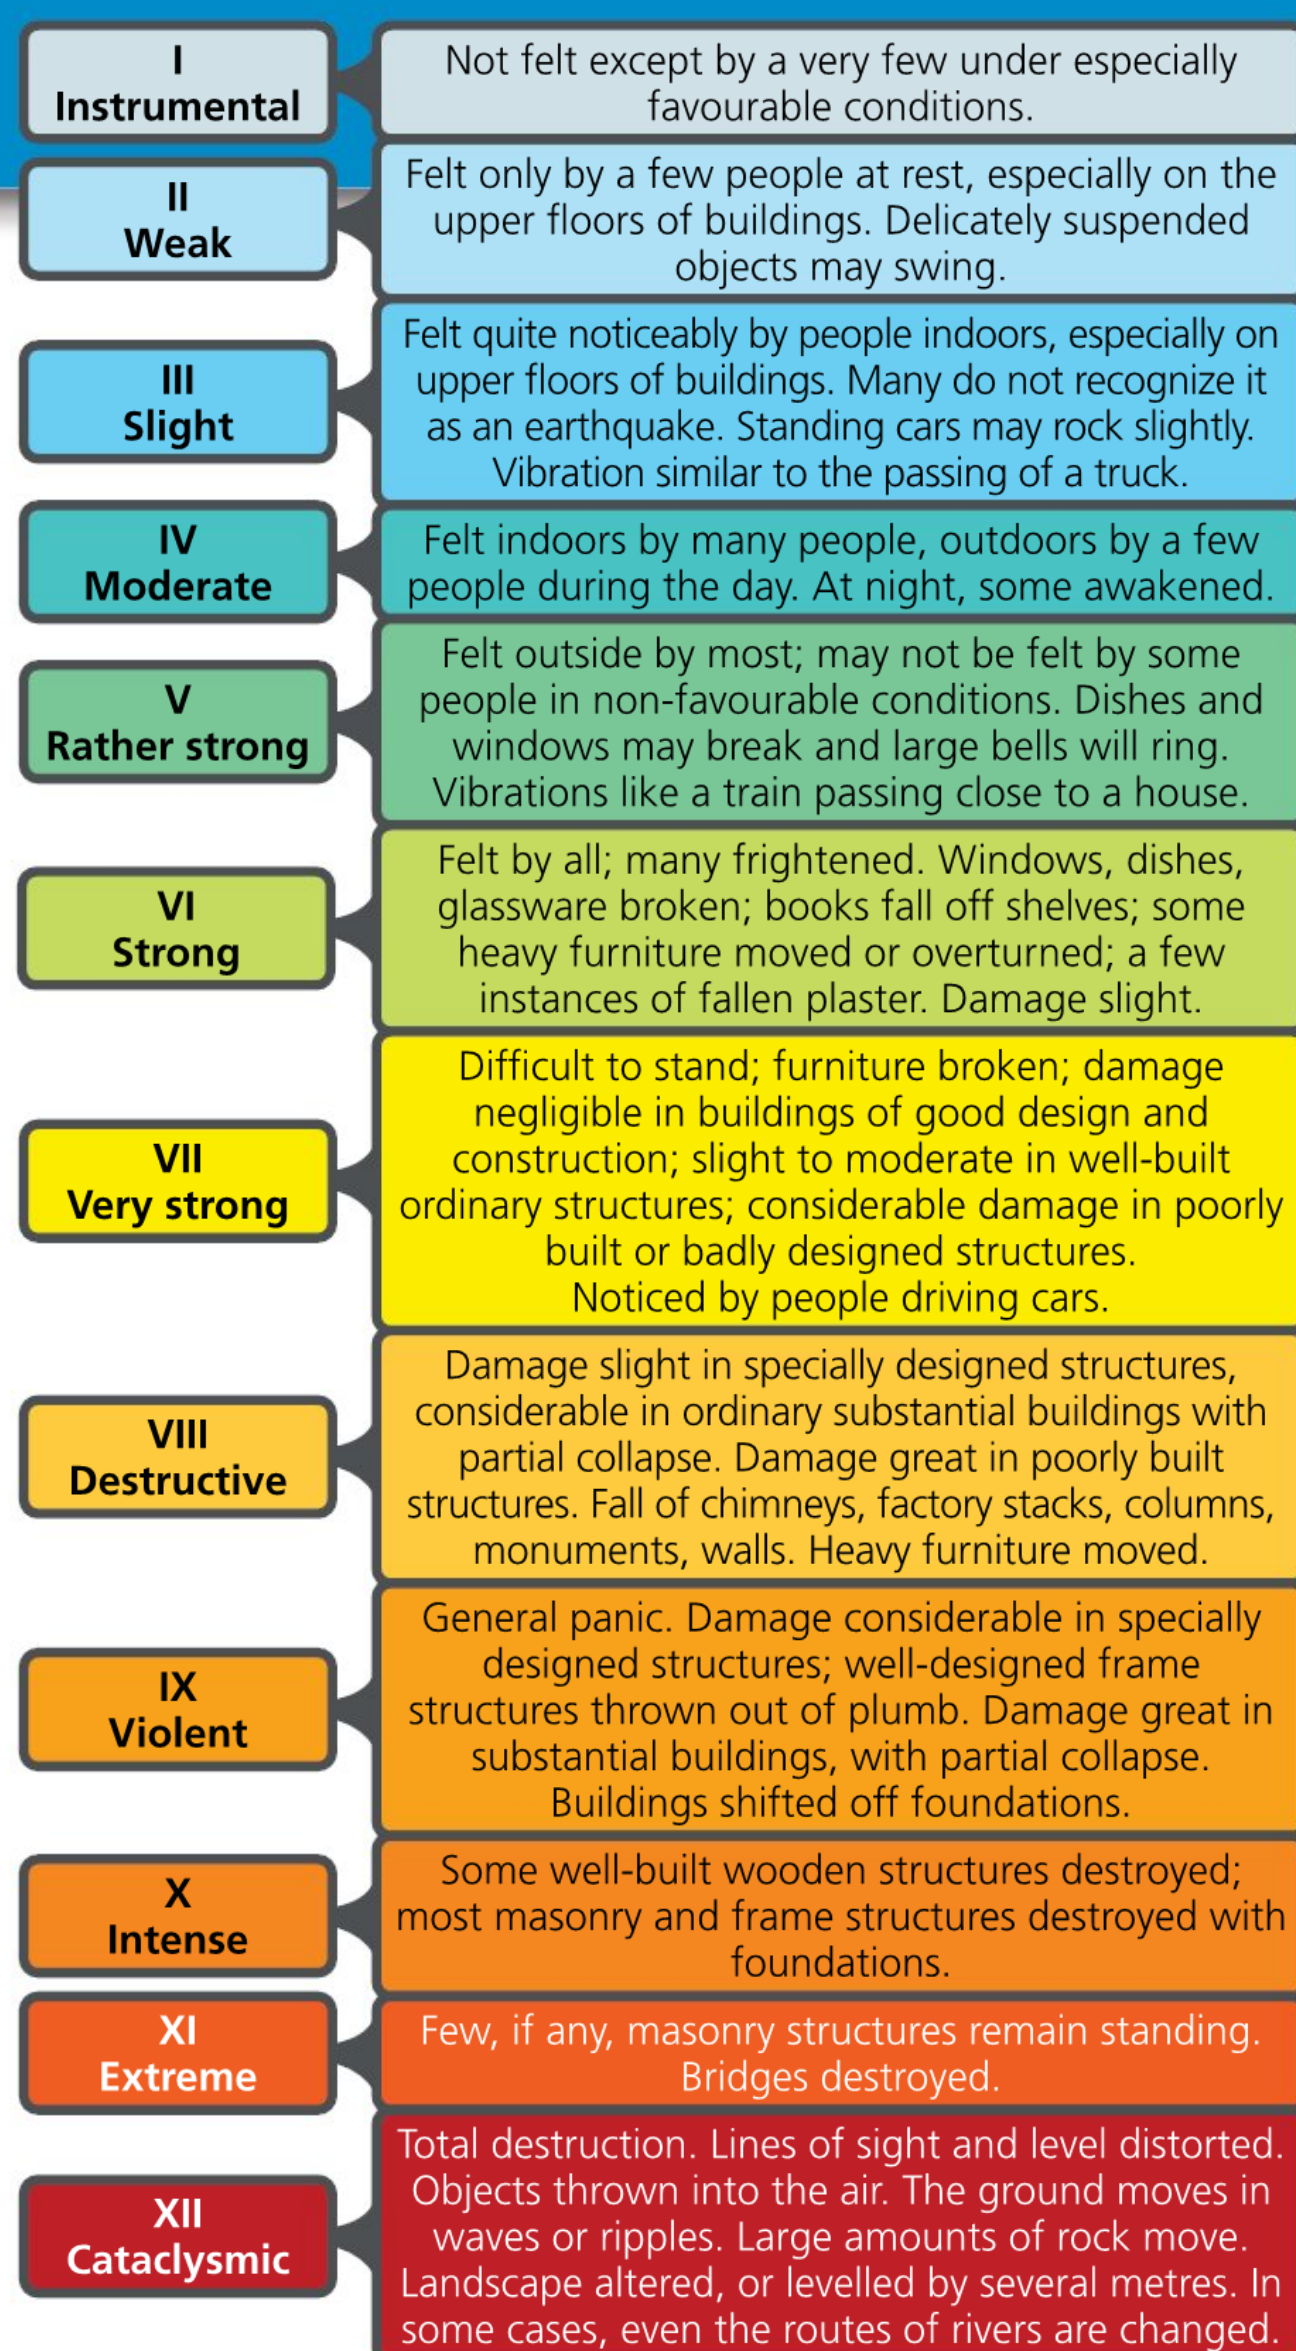 I
Instrumental
Not felt except by a very few under especially
favourable conditions.
II
Weak
Felt only by a few people at rest, especially on the
upper floors of buildings. Delicately suspended
objects may swing.
III
Slight
Felt quite noticeably by people indoors, especially on
upper floors of buildings. Many do not recognize it
as an earthquake. Standing cars may rock slightly.
Vibration similar to the passing of a truck.
IV
Moderate
Felt indoors by many people, outdoors by a few
people during the day. At night, some awakened.
V
Rather strong
Felt outside by most; may not be felt by some
people in non-favourable conditions. Dishes and
windows may break and large bells will ring.
Vibrations like a train passing close to a house.
VI
Strong
Felt by all; many frightened. Windows, dishes,
glassware broken; books fall off shelves; some
heavy furniture moved or overturned; a few
instances of fallen plaster. Damage slight.
VII
Very strong
Difficult to stand; furniture broken; damage
negligible in buildings of good design and
construction; slight to moderate in well-built
ordinary structures; considerable damage in poorly
built or badly designed structures.
Noticed by people driving cars.
VIII
Destructive
Damage slight in specially designed structures,
considerable in ordinary substantial buildings with
partial collapse. Damage great in poorly built
structures. Fall of chimneys, factory stacks, columns,
monuments, walls. Heavy furniture moved.
IX
Violent
General panic. Damage considerable in specially
designed structures; well-designed frame
structures thrown out of plumb. Damage great in
substantial buildings, with partial collapse.
Buildings shifted off foundations.
X
Intense
Some well-built wooden structures destroyed;
most masonry and frame structures destroyed with
foundations.
XI
Extreme
Few, if any, masonry structures remain standing.
Bridges destroyed.
XII
Cataclysmic
Total destruction. Lines of sight and level distorted.
Objects thrown into the air. The ground moves in
waves or ripples. Large amounts of rock move.
Landscape altered, or levelled by several metres. In
some cases, even the routes of rivers are changed.